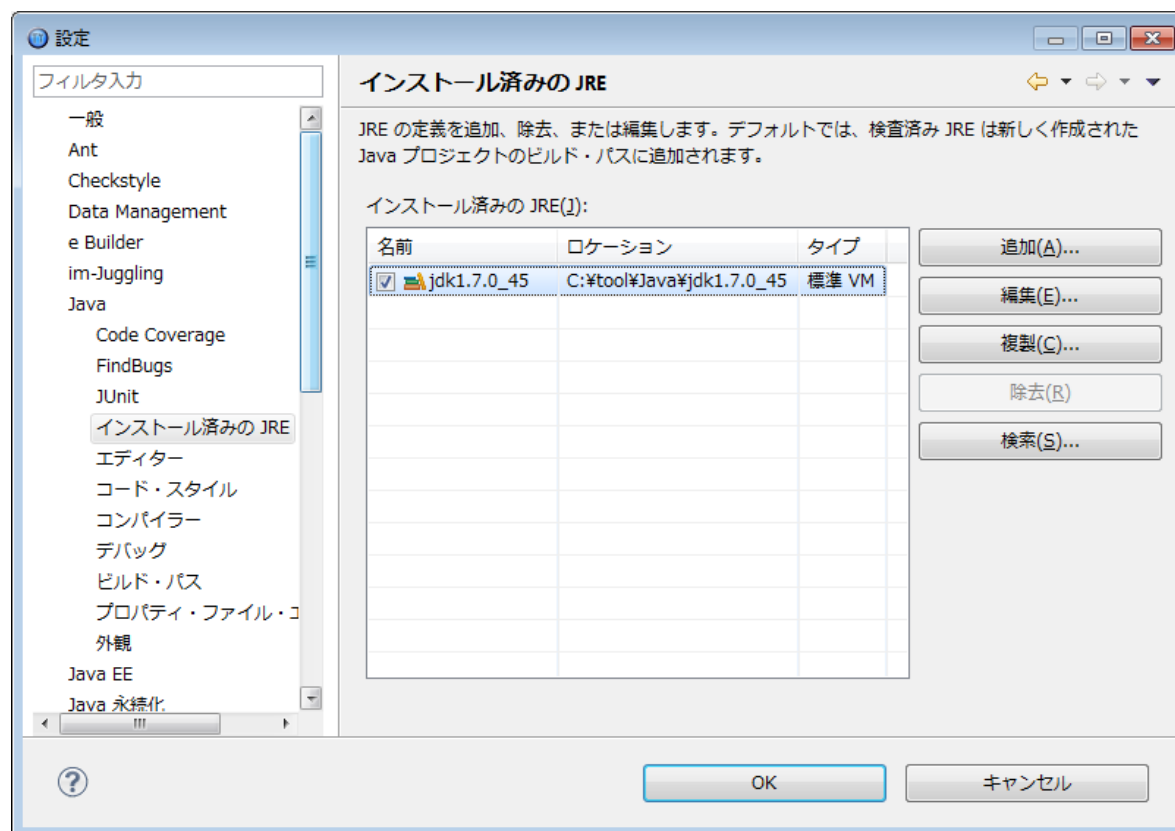 設定
フィルタ入力
一般
Ant
Checkstyle
Data Management
e Builder
im-Juggling
Java
Code Coverage
FindBugs
JUnit
インストール済みの JRE
エディター
コード・スタイル
コンパイラー
デバッグ
ビルド・パス
プロパティ・ファイル・エ
外観
Java EE
Java 永続化
インストール済みの JRE
JRE の定義を追加、除去、または編集します。デフォルトでは、検査済み JRE は新しく作成された
Java プロジェクトのビルド・パスに追加されます。
インストール済みの JRE(J):
名前 ロケーション タイプ
jdk1.7.0_45 C:¥tool¥Java¥jdk1.7.0_45 標準 VM
追加(A)...
編集(E)...
複製(C)...
除去(R)
検索(S)...
OK キャンセル